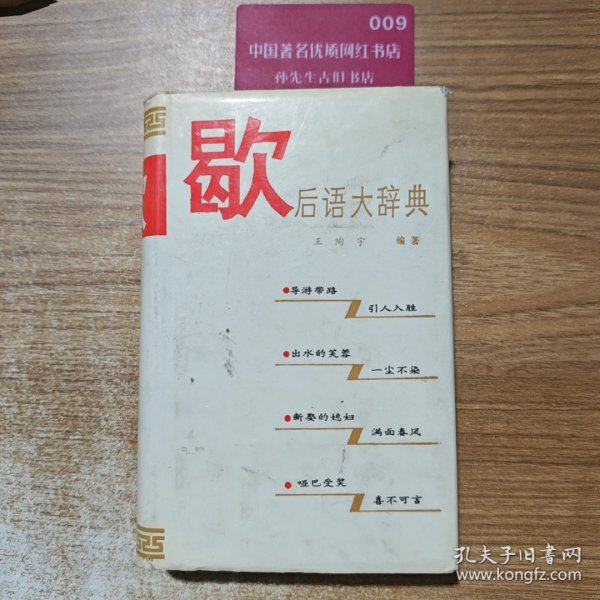 009
中国著名优质网红书店
孙先生古旧书店
歇后语大辞典
王陶宇 编著
导游带路
引人入胜
出水的芙蓉
一尘不染
新娶的媳妇
满面春风
哑巴受奖
喜不可言
孔夫子旧书网
www.kongfz.com